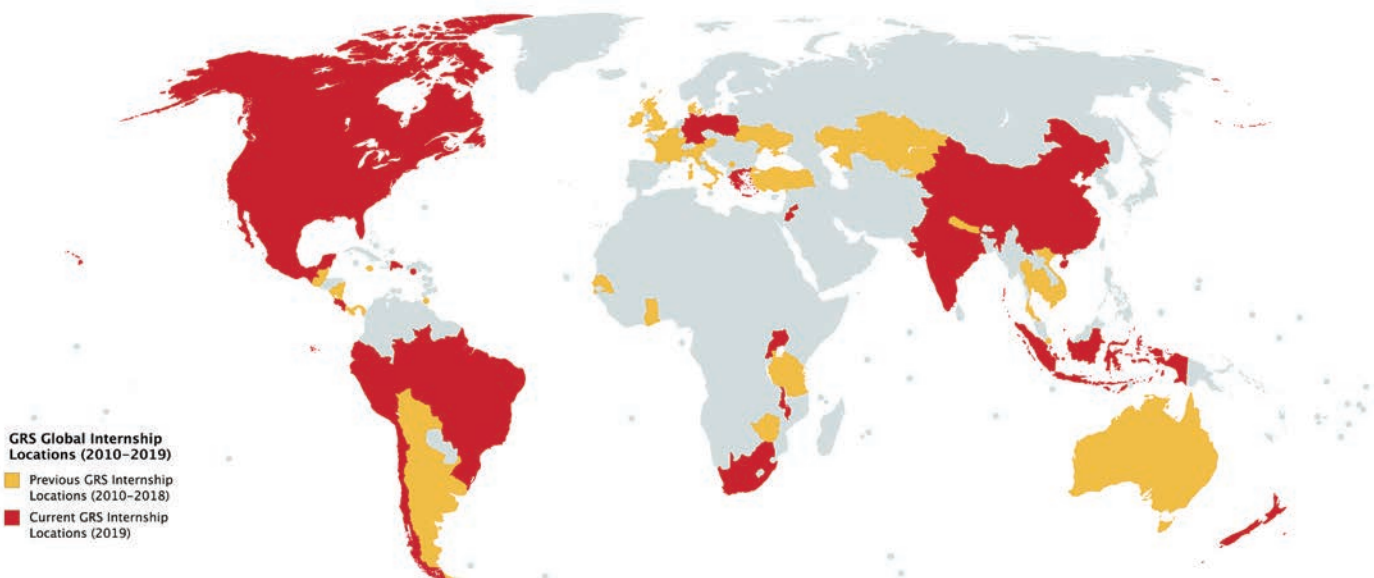 GRS Global Internship
Locations (2010–2019)
Previous GRS Internship
Locations (2010–2018)
Current GRS Internship
Locations (2019)